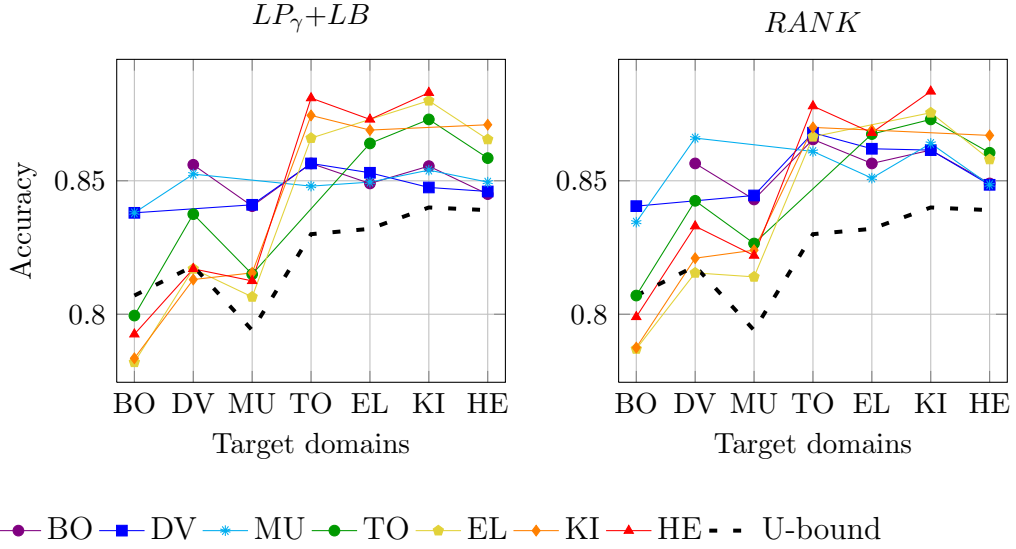 LPγ+LB
RANK
Accuracy
0.85
0.8
BO DV MU TO EL KI HE
Target domains
0.85
0.8
BO DV MU TO EL KI HE
Target domains
BO DV MU TO EL KI HE U-bound